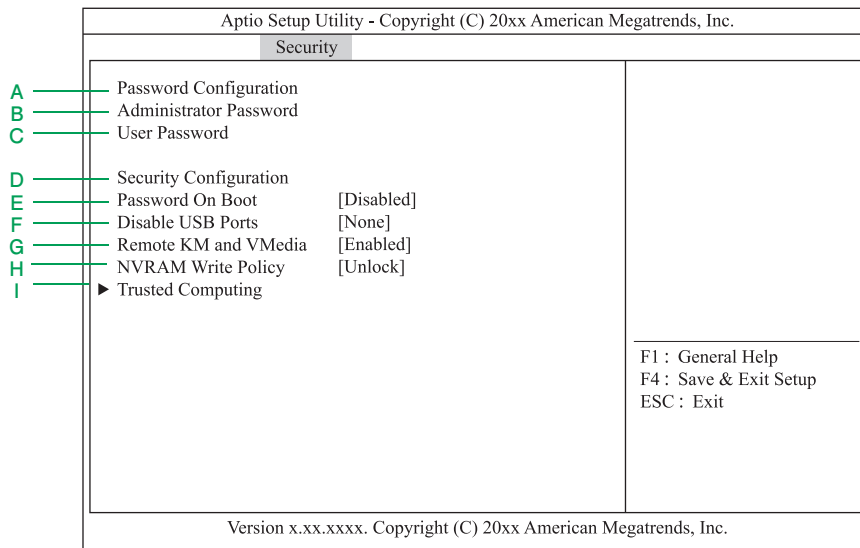 Aptio Setup Utility - Copyright (C) 20xx American Megatrends, Inc.
Security
A Password Configuration
B Administrator Password
C User Password
D Security Configuration
E Password On Boot [Disabled]
F Disable USB Ports [None]
G Remote KM and VMedia [Enabled]
H NVRAM Write Policy [Unlock]
I ▶ Trusted Computing
F1 : General Help
F4 : Save & Exit Setup
ESC : Exit
Version x.xx.xxxx. Copyright (C) 20xx American Megatrends, Inc.